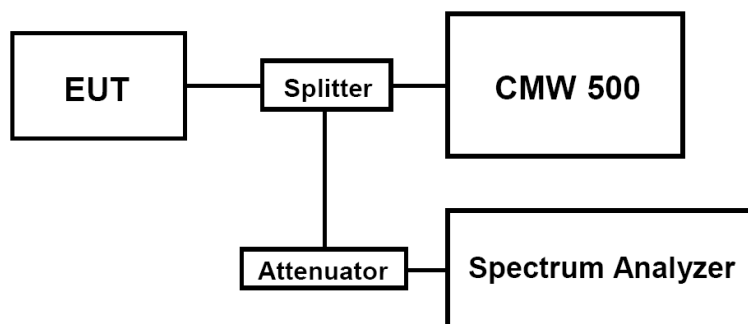 EUT
Splitter
CMW 500
Attenuator
Spectrum Analyzer